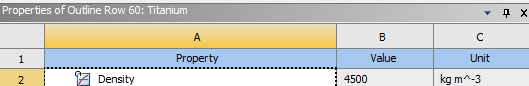 Properties of Outline Row 60: Titanium
A B C
1 Property Value Unit
2 Density 4500 kg m^-3